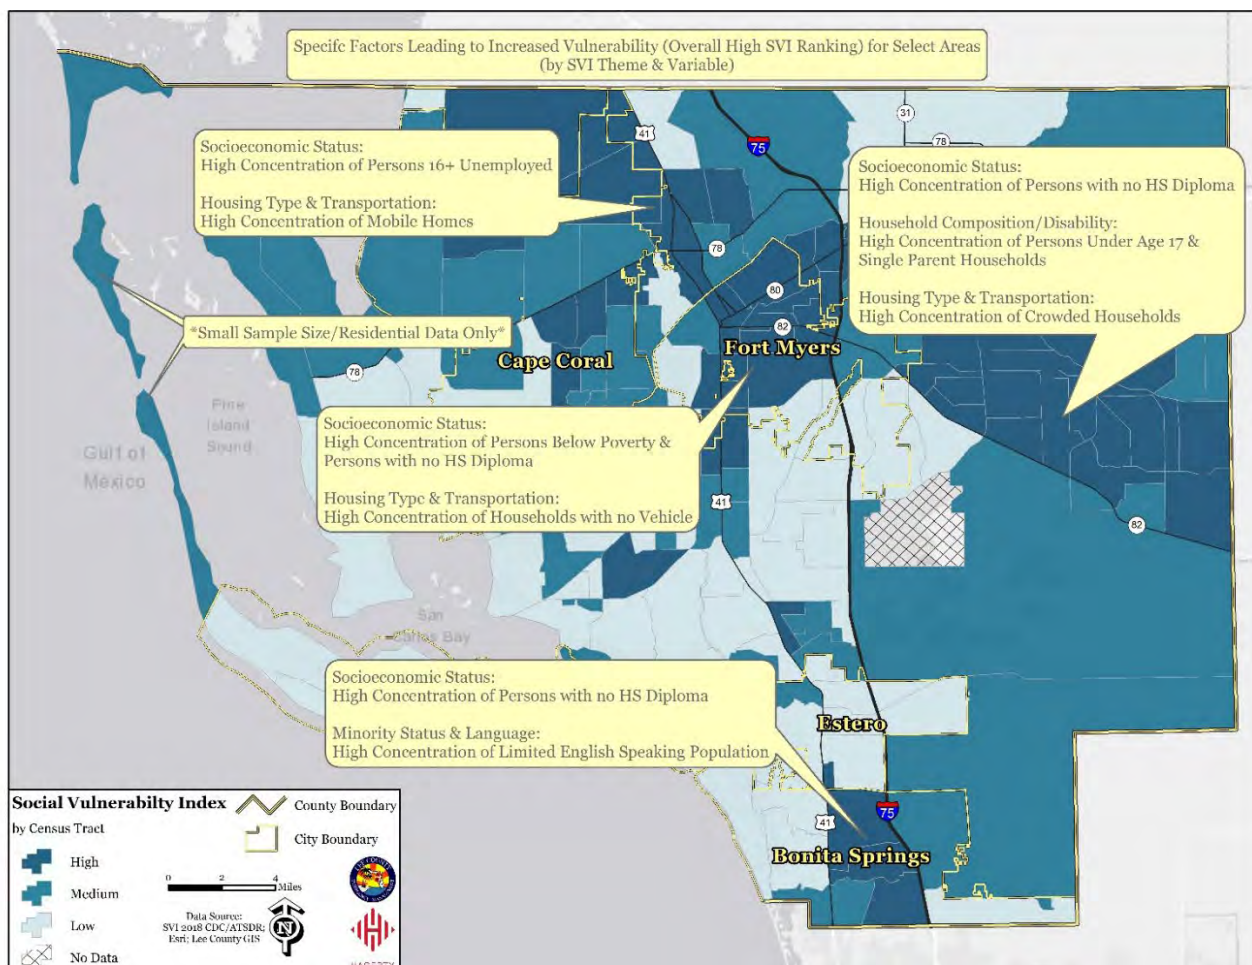 Specifc Factors Leading to Increased Vulnerability (Overall High SVI Ranking) for Select Areas
(by SVI Theme & Variable)
31
41
78
75
Socioeconomic Status:
High Concentration of Persons 16+ Unemployed
Housing Type & Transportation:
High Concentration of Mobile Homes
Socioeconomic Status:
High Concentration of Persons with no HS Diploma
Household Composition/Disability:
High Concentration of Persons Under Age 17 &
Single Parent Households
Housing Type & Transportation:
High Concentration of Crowded Households
78
80
82
*Small Sample Size/Residential Data Only*
Cape Coral
Fort Myers
78
Pine
Island
Sound
Gulf of
Mexico
Socioeconomic Status:
High Concentration of Persons Below Poverty &
Persons with no HS Diploma
Housing Type & Transportation:
High Concentration of Households with no Vehicle
41
82
San
Carlos Bay
Socioeconomic Status:
High Concentration of Persons with no HS Diploma
Minority Status & Language:
High Concentration of Limited English Speaking Population
Estero
75
41
Bonita Springs
Social Vulnerabilty Index
by Census Tract
High
Medium
Low
No Data
County Boundary
City Boundary
0 2 4
Miles
Data Source:
SVI 2018 CDC/ATSDR;
Esri; Lee County GIS
N